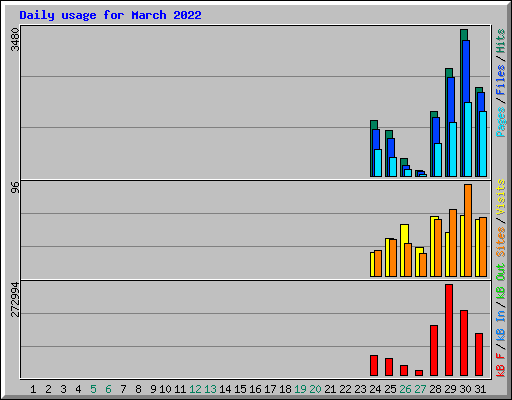 Daily usage for March 2022
3480
Pages / Files / Hits
96
Sites / Visits
272994
kB F / kB In / kB Out
1 2 3 4 5 6 7 8 9 10 11 12 13 14 15 16 17 18 19 20 21 22 23 24 25 26 27 28 29 30 31